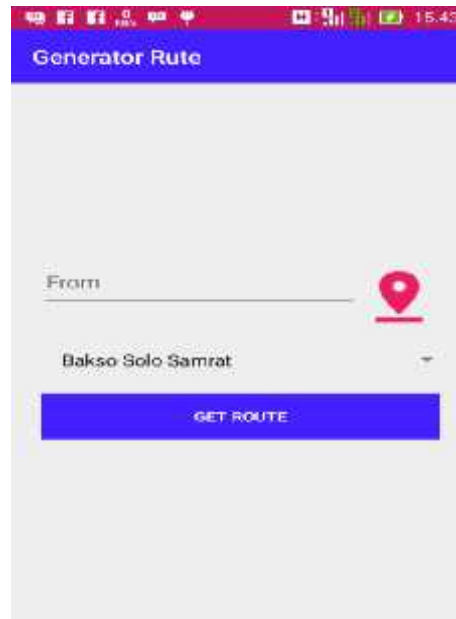 15.43
Generator Rute
From
Bakso Solo Samrat
GET ROUTE